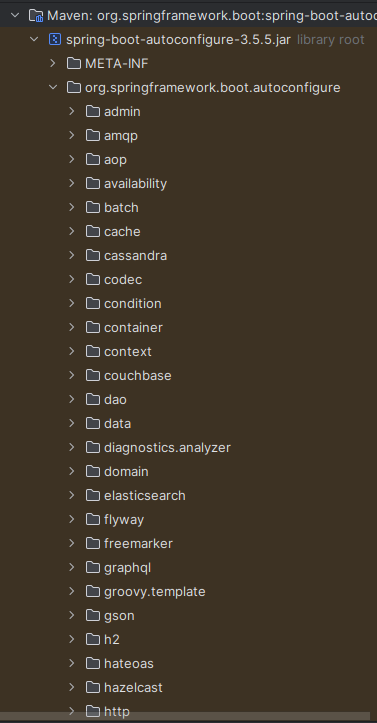 Maven: org.springframework.boot:spring-boot-autoc
spring-boot-autoconfigure-3.5.5.jar library root
META-INF
org.springframework.boot.autoconfigure
admin
amqp
aop
availability
batch
cache
cassandra
codec
condition
container
context
couchbase
dao
data
diagnostics.analyzer
domain
elasticsearch
flyway
freemarker
graphql
groovy.template
gson
h2
hateoas
hazelcast
http